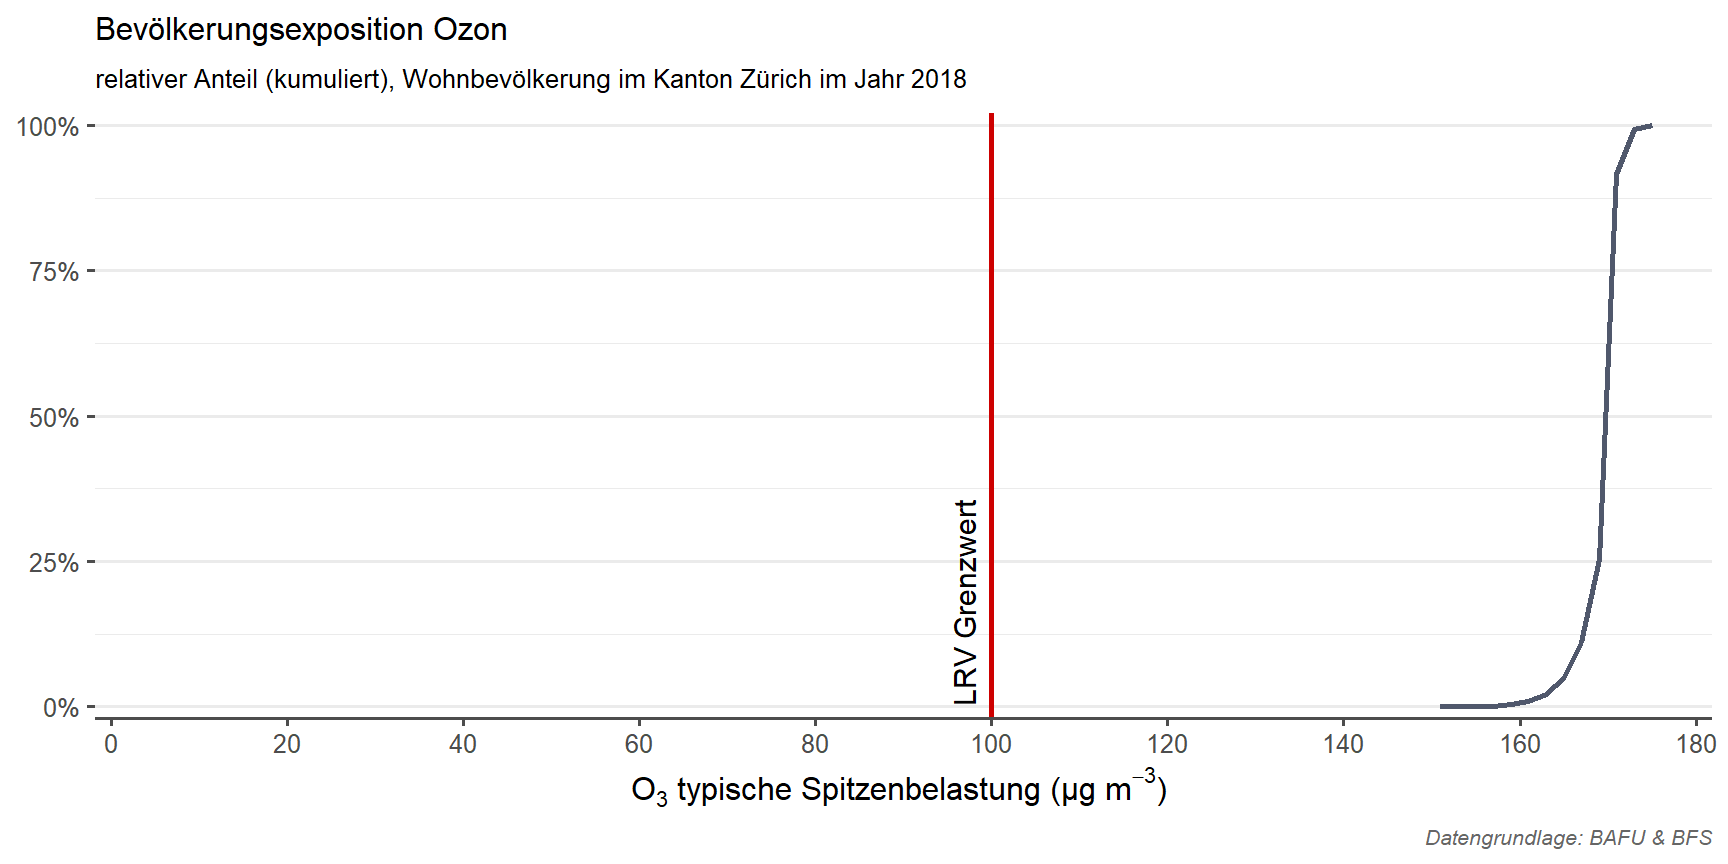 Bevölkerungsexposition Ozon
relativer Anteil (kumuliert), Wohnbevölkerung im Kanton Zürich im Jahr 2018
100%
75%
50%
25%
0%
LRV Grenzwert
0 20 40 60 80 100 120 140 160 180
O₃ typische Spitzenbelastung (µg m⁻³)
Datengrundlage: BAFU & BFS